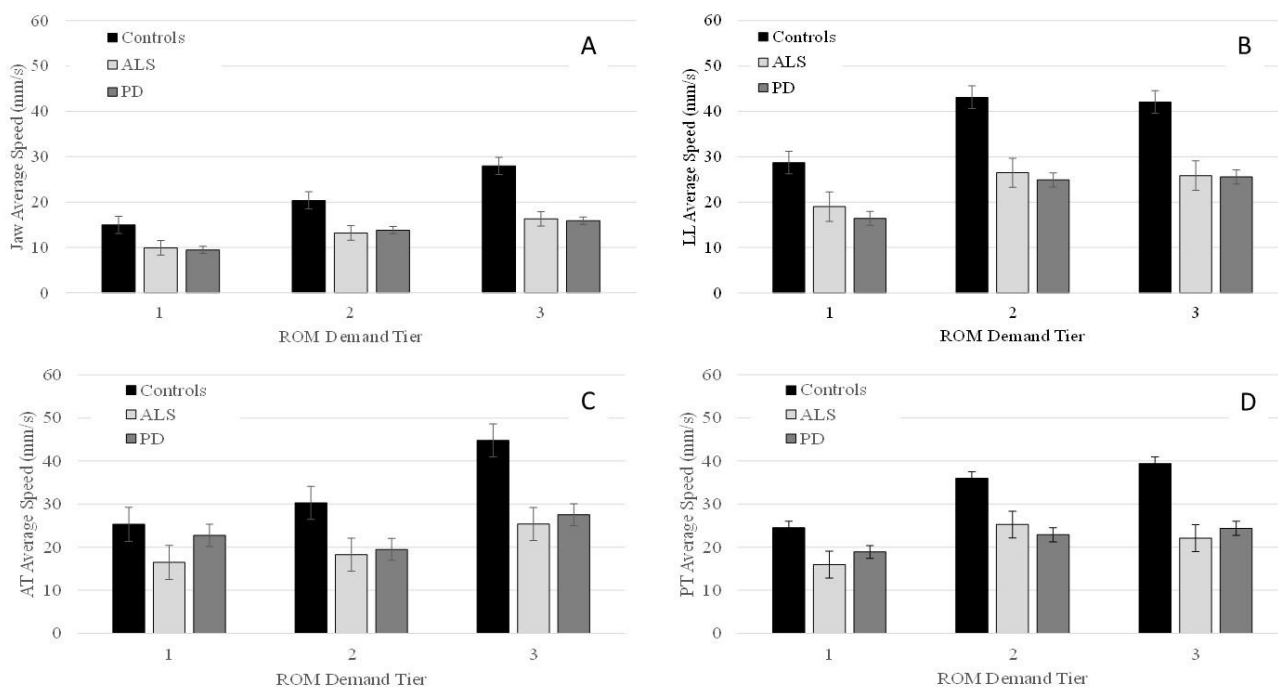 60
50
40
30
20
10
0
Jaw Average Speed (mm/s)
Controls
ALS
PD
A
1 2 3
ROM Demand Tier
60
50
40
30
20
10
0
LL Average Speed (mm/s)
Controls
ALS
PD
B
1 2 3
ROM Demand Tier
60
50
40
30
20
10
0
AT Average Speed (mm/s)
Controls
ALS
PD
C
1 2 3
ROM Demand Tier
60
50
40
30
20
10
0
PT Average Speed (mm/s)
Controls
ALS
PD
D
1 2 3
ROM Demand Tier